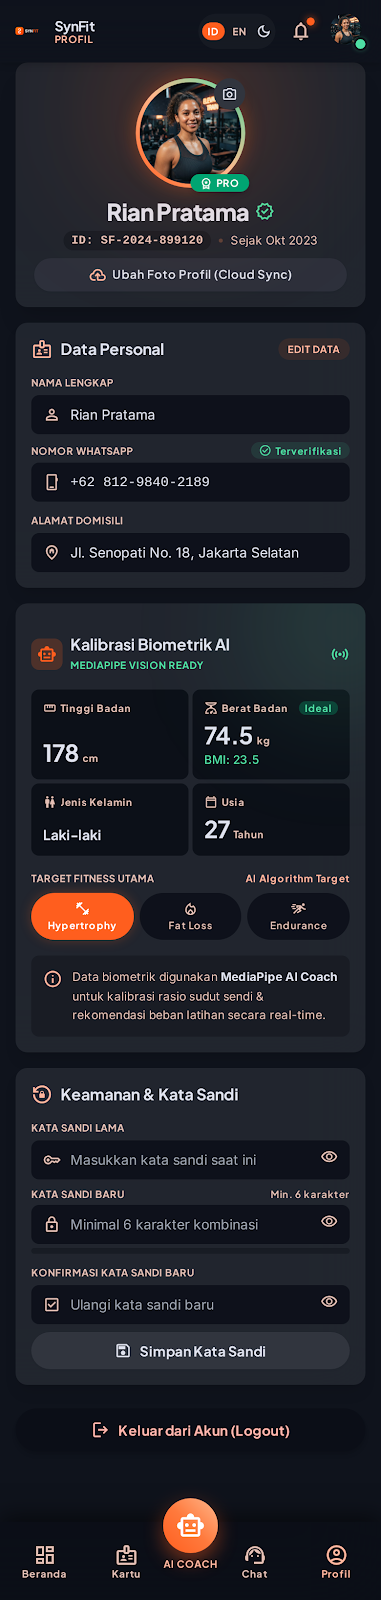 SynFit
PROFIL
ID EN
PRO
Rian Pratama
ID: SF-2024-899120 • Sejak Okt 2023
Ubah Foto Profil (Cloud Sync)
Data Personal
EDIT DATA
NAMA LENGKAP
Rian Pratama
NOMOR WHATSAPP
Terverifikasi
+62 812-9840-2189
ALAMAT DOMISILI
Jl. Senopati No. 18, Jakarta Selatan
Kalibrasi Biometrik AI
MEDIAPIPE VISION READY
Tinggi Badan
178 cm
Berat Badan
Ideal
74.5 kg
BMI: 23.5
Jenis Kelamin
Laki-laki
Usia
27 Tahun
TARGET FITNESS UTAMA
AI Algorithm Target
Hypertrophy
Fat Loss
Endurance
Data biometrik digunakan MediaPipe AI Coach
untuk kalibrasi rasio sudut sendi &
rekomendasi beban latihan secara real-time.
Keamanan & Kata Sandi
KATA SANDI LAMA
Masukkan kata sandi saat ini
KATA SANDI BARU
Min. 6 karakter
Minimal 6 karakter kombinasi
KONFIRMASI KATA SANDI BARU
Ulangi kata sandi baru
Simpan Kata Sandi
Keluar dari Akun (Logout)
Beranda
Kartu
AI COACH
Chat
Profil